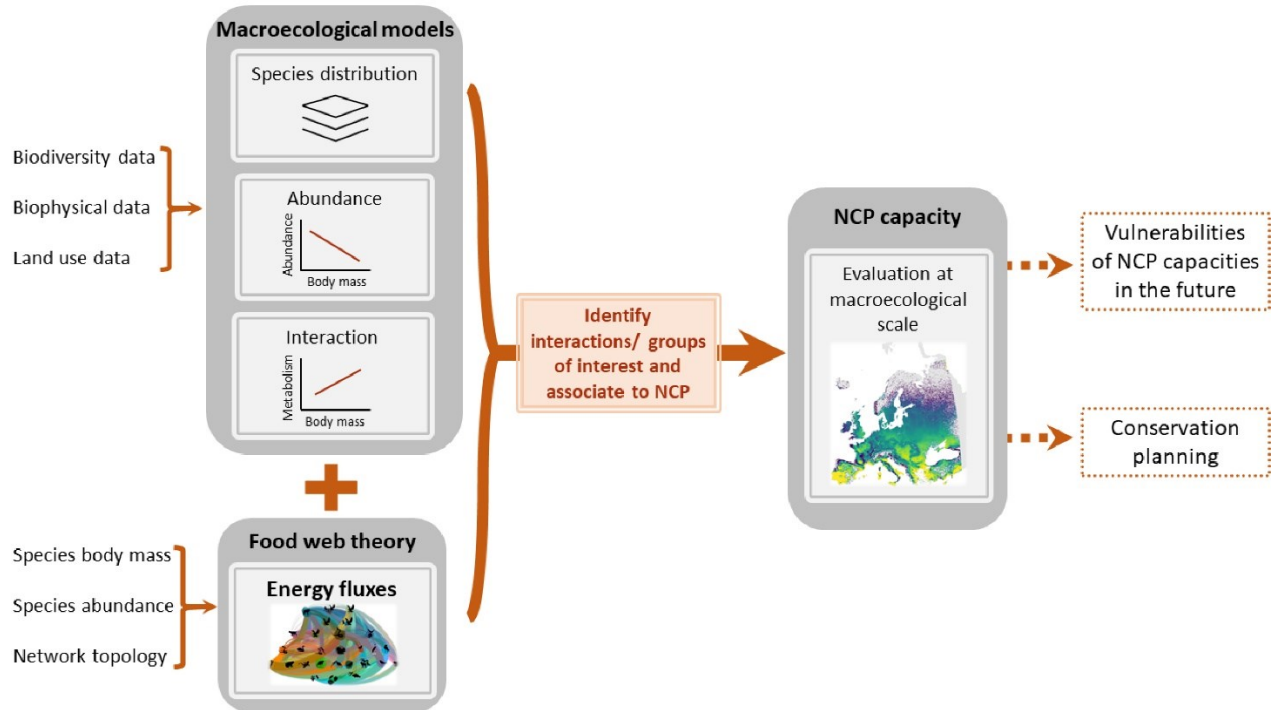 Macroecological models
Species distribution
Biodiversity data
Biophysical data
Land use data
Abundance
Abundance
Body mass
Interaction
Metabolism
Body mass
Food web theory
Energy fluxes
Species body mass
Species abundance
Network topology
Identify
interactions/ groups
of interest and
associate to NCP
NCP capacity
Evaluation at
macroecological
scale
Vulnerabilities
of NCP capacities
in the future
Conservation
planning